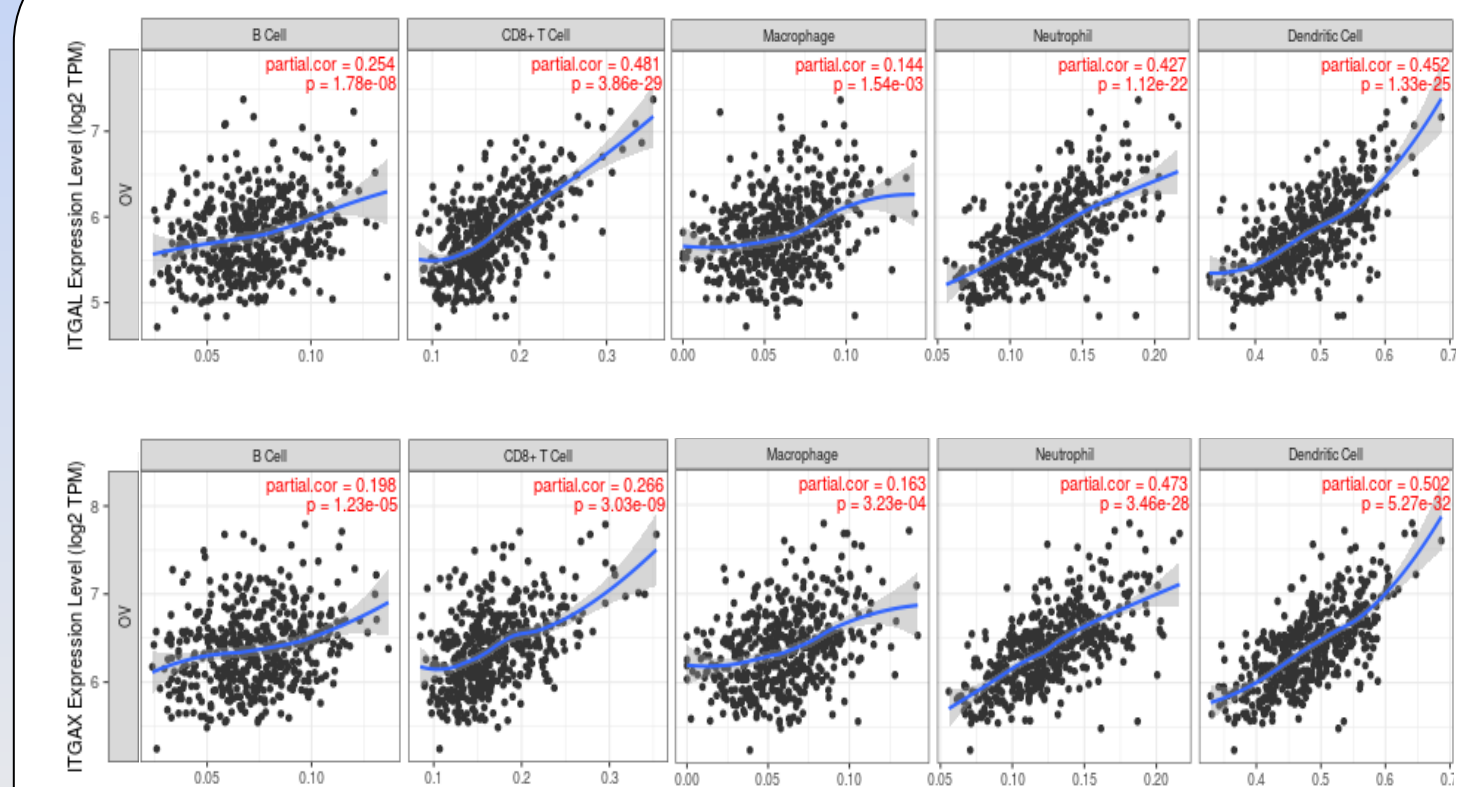 B Cell
CD8+ T Cell
Macrophage
Neutrophil
Dendritic Cell
partial.cor = 0.254
p = 1.78e-08
partial.cor = 0.481
p = 3.86e-29
partial.cor = 0.144
p = 1.54e-03
partial.cor = 0.427
p = 1.12e-22
partial.cor = 0.452
p = 1.33e-25
ITGAL Expression Level (log2 TPM)
OV
7
6
5
0.05 0.10
0.1 0.2 0.3
0.00 0.05 0.10
0.05 0.10 0.15 0.20
0.4 0.5 0.6 0.7
B Cell
CD8+ T Cell
Macrophage
Neutrophil
Dendritic Cell
partial.cor = 0.198
p = 1.23e-05
partial.cor = 0.266
p = 3.03e-09
partial.cor = 0.163
p = 3.23e-04
partial.cor = 0.473
p = 3.46e-28
partial.cor = 0.502
p = 5.27e-32
ITGAX Expression Level (log2 TPM)
OV
8
7
6
0.05 0.10
0.1 0.2 0.3
0.00 0.05 0.10
0.05 0.10 0.15 0.20
0.4 0.5 0.6